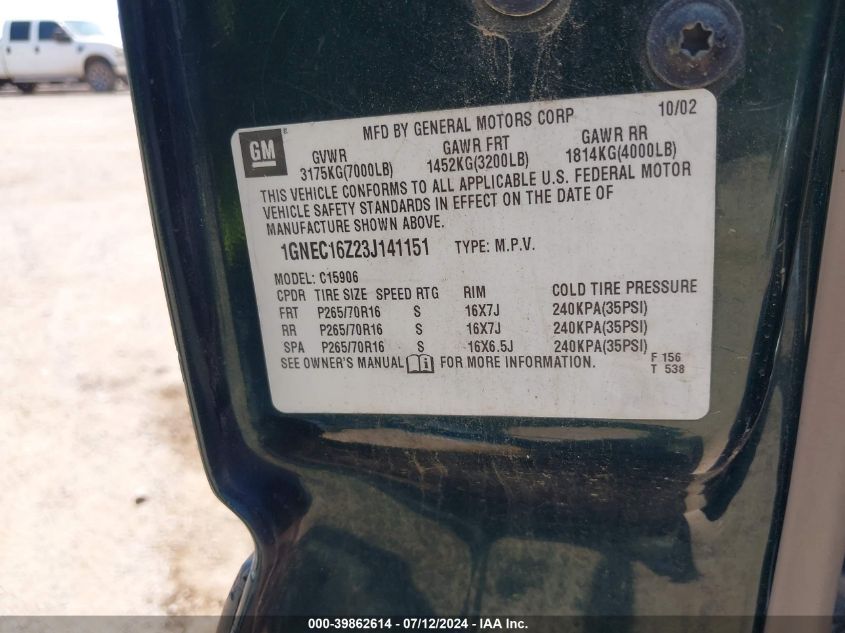 10/02
MFD BY GENERAL MOTORS CORP
GM®
GVWR GAWR FRT GAWR RR
3175KG(7000LB) 1452KG(3200LB) 1814KG(4000LB)
THIS VEHICLE CONFORMS TO ALL APPLICABLE U.S. FEDERAL MOTOR
VEHICLE SAFETY STANDARDS IN EFFECT ON THE DATE OF
MANUFACTURE SHOWN ABOVE.
1GNEC16Z23J141151 TYPE: M.P.V.
MODEL: C15906
CPDR TIRE SIZE SPEED RTG RIM COLD TIRE PRESSURE
FRT P265/70R16 S 16X7J 240KPA(35PSI)
RR P265/70R16 S 16X7J 240KPA(35PSI)
SPA P265/70R16 S 16X6.5J 240KPA(35PSI)
SEE OWNER'S MANUAL i FOR MORE INFORMATION.
F 156
T 538
000-39862614 - 07/12/2024 - IAA Inc.